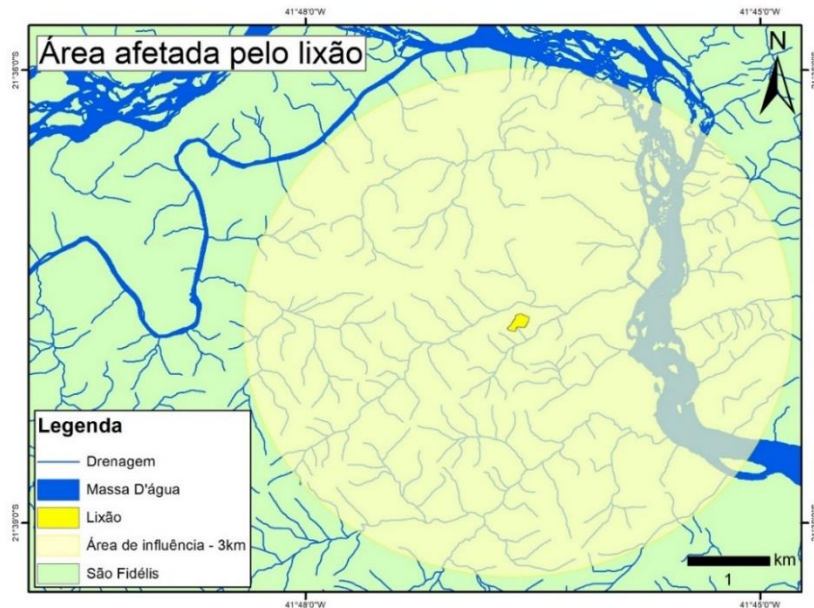 41°48'0"O
41°45'0"O
Área afetada pelo lixão
N
21°36'0"S
Legenda
Drenagem
Massa D'água
Lixão
Área de influência - 3km
São Fidélis
21°39'0"S
km
1
41°48'0"O
41°45'0"O